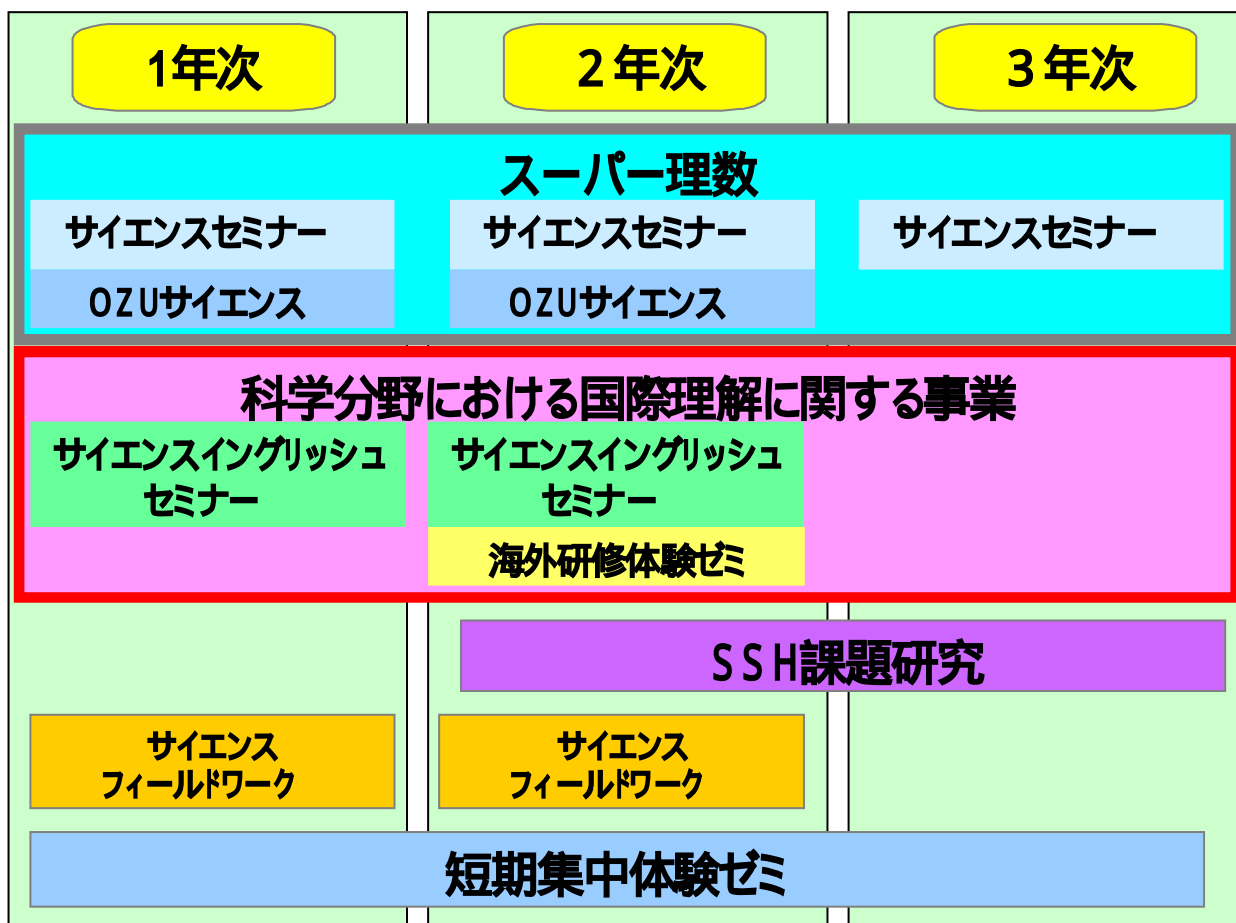 1年次
２年次
３年次
スーパー理数
サイエンスセミナー
サイエンスセミナー
サイエンスセミナー
ＯＺＵサイエンス
ＯＺＵサイエンス
科学分野における国際理解に関する事業
サイエンスイングリッシュ
セミナー
サイエンスイングリッシュ
セミナー
海外研修体験ゼミ
ＳＳＨ課題研究
サイエンス
フィールドワーク
サイエンス
フィールドワーク
短期集中体験ゼミ